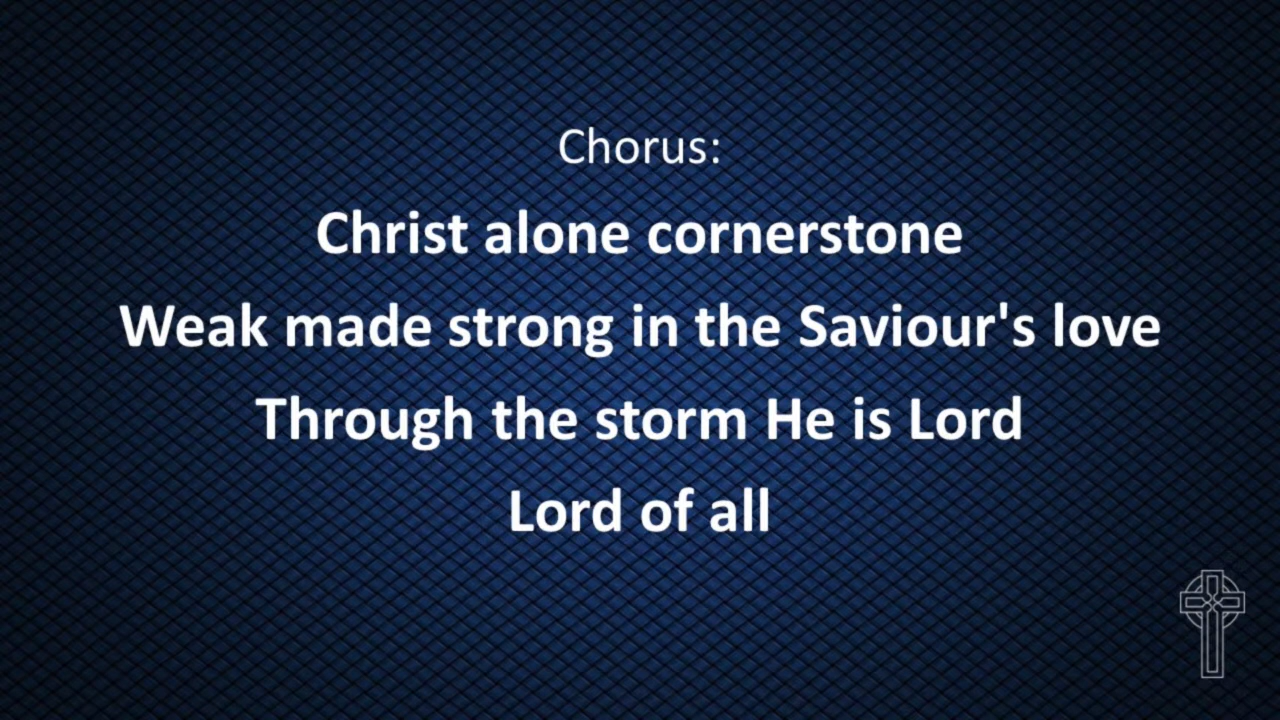 Chorus:
Christ alone cornerstone
Weak made strong in the Saviour's love
Through the storm He is Lord
Lord of all